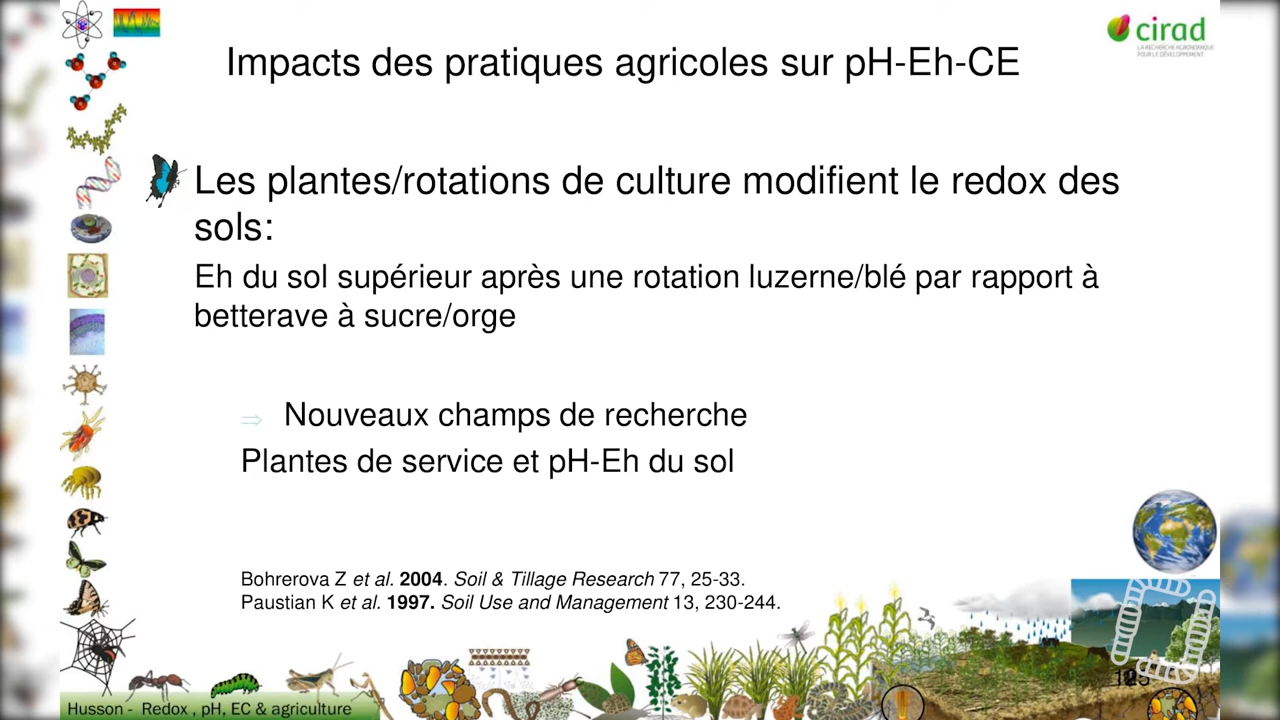 cirad
LA RECHERCHE AGRONOMIQUE
POUR LE DÉVELOPPEMENT
Impacts des pratiques agricoles sur pH-Eh-CE
Les plantes/rotations de culture modifient le redox des
sols:
Eh du sol supérieur après une rotation luzerne/blé par rapport à
betterave à sucre/orge
⇒ Nouveaux champs de recherche
Plantes de service et pH-Eh du sol
Bohrerova Z et al. 2004. Soil & Tillage Research 77, 25-33.
Paustian K et al. 1997. Soil Use and Management 13, 230-244.
Husson - Redox , pH, EC & agriculture